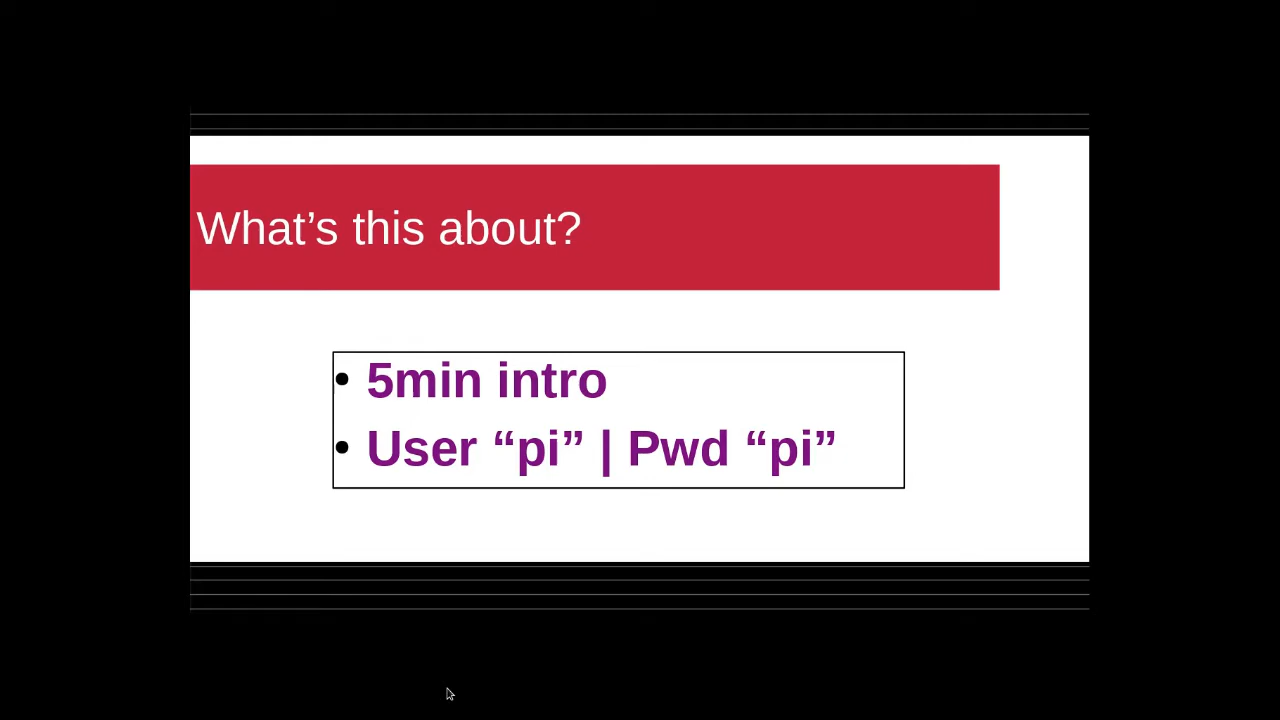 What’s this about?
• 5min intro
• User “pi” | Pwd “pi”